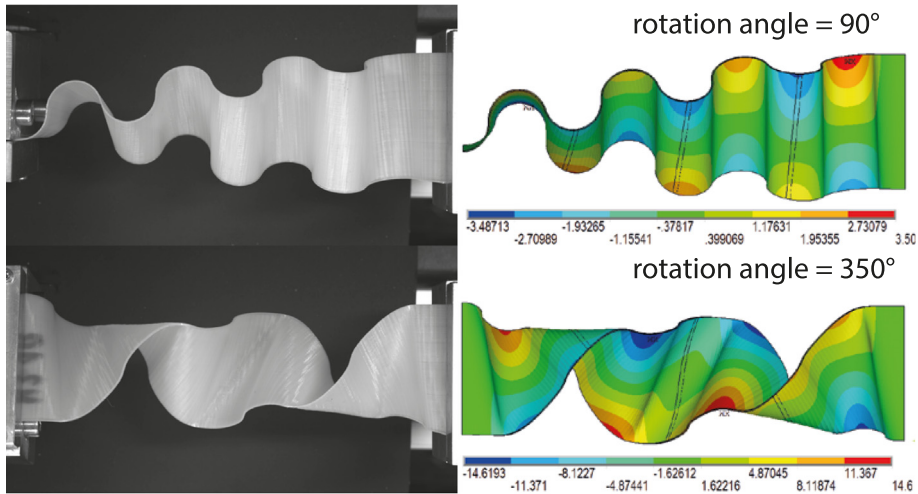 rotation angle = 90°
-3.48713 -1.93265 -.37817 1.17631 2.73079
-2.70989 -1.15541 .399069 1.95355 3.50
rotation angle = 350°
-14.6193 -8.1227 -1.62612 4.87045 11.367
-11.371 -4.87441 1.62216 8.11874 14.6